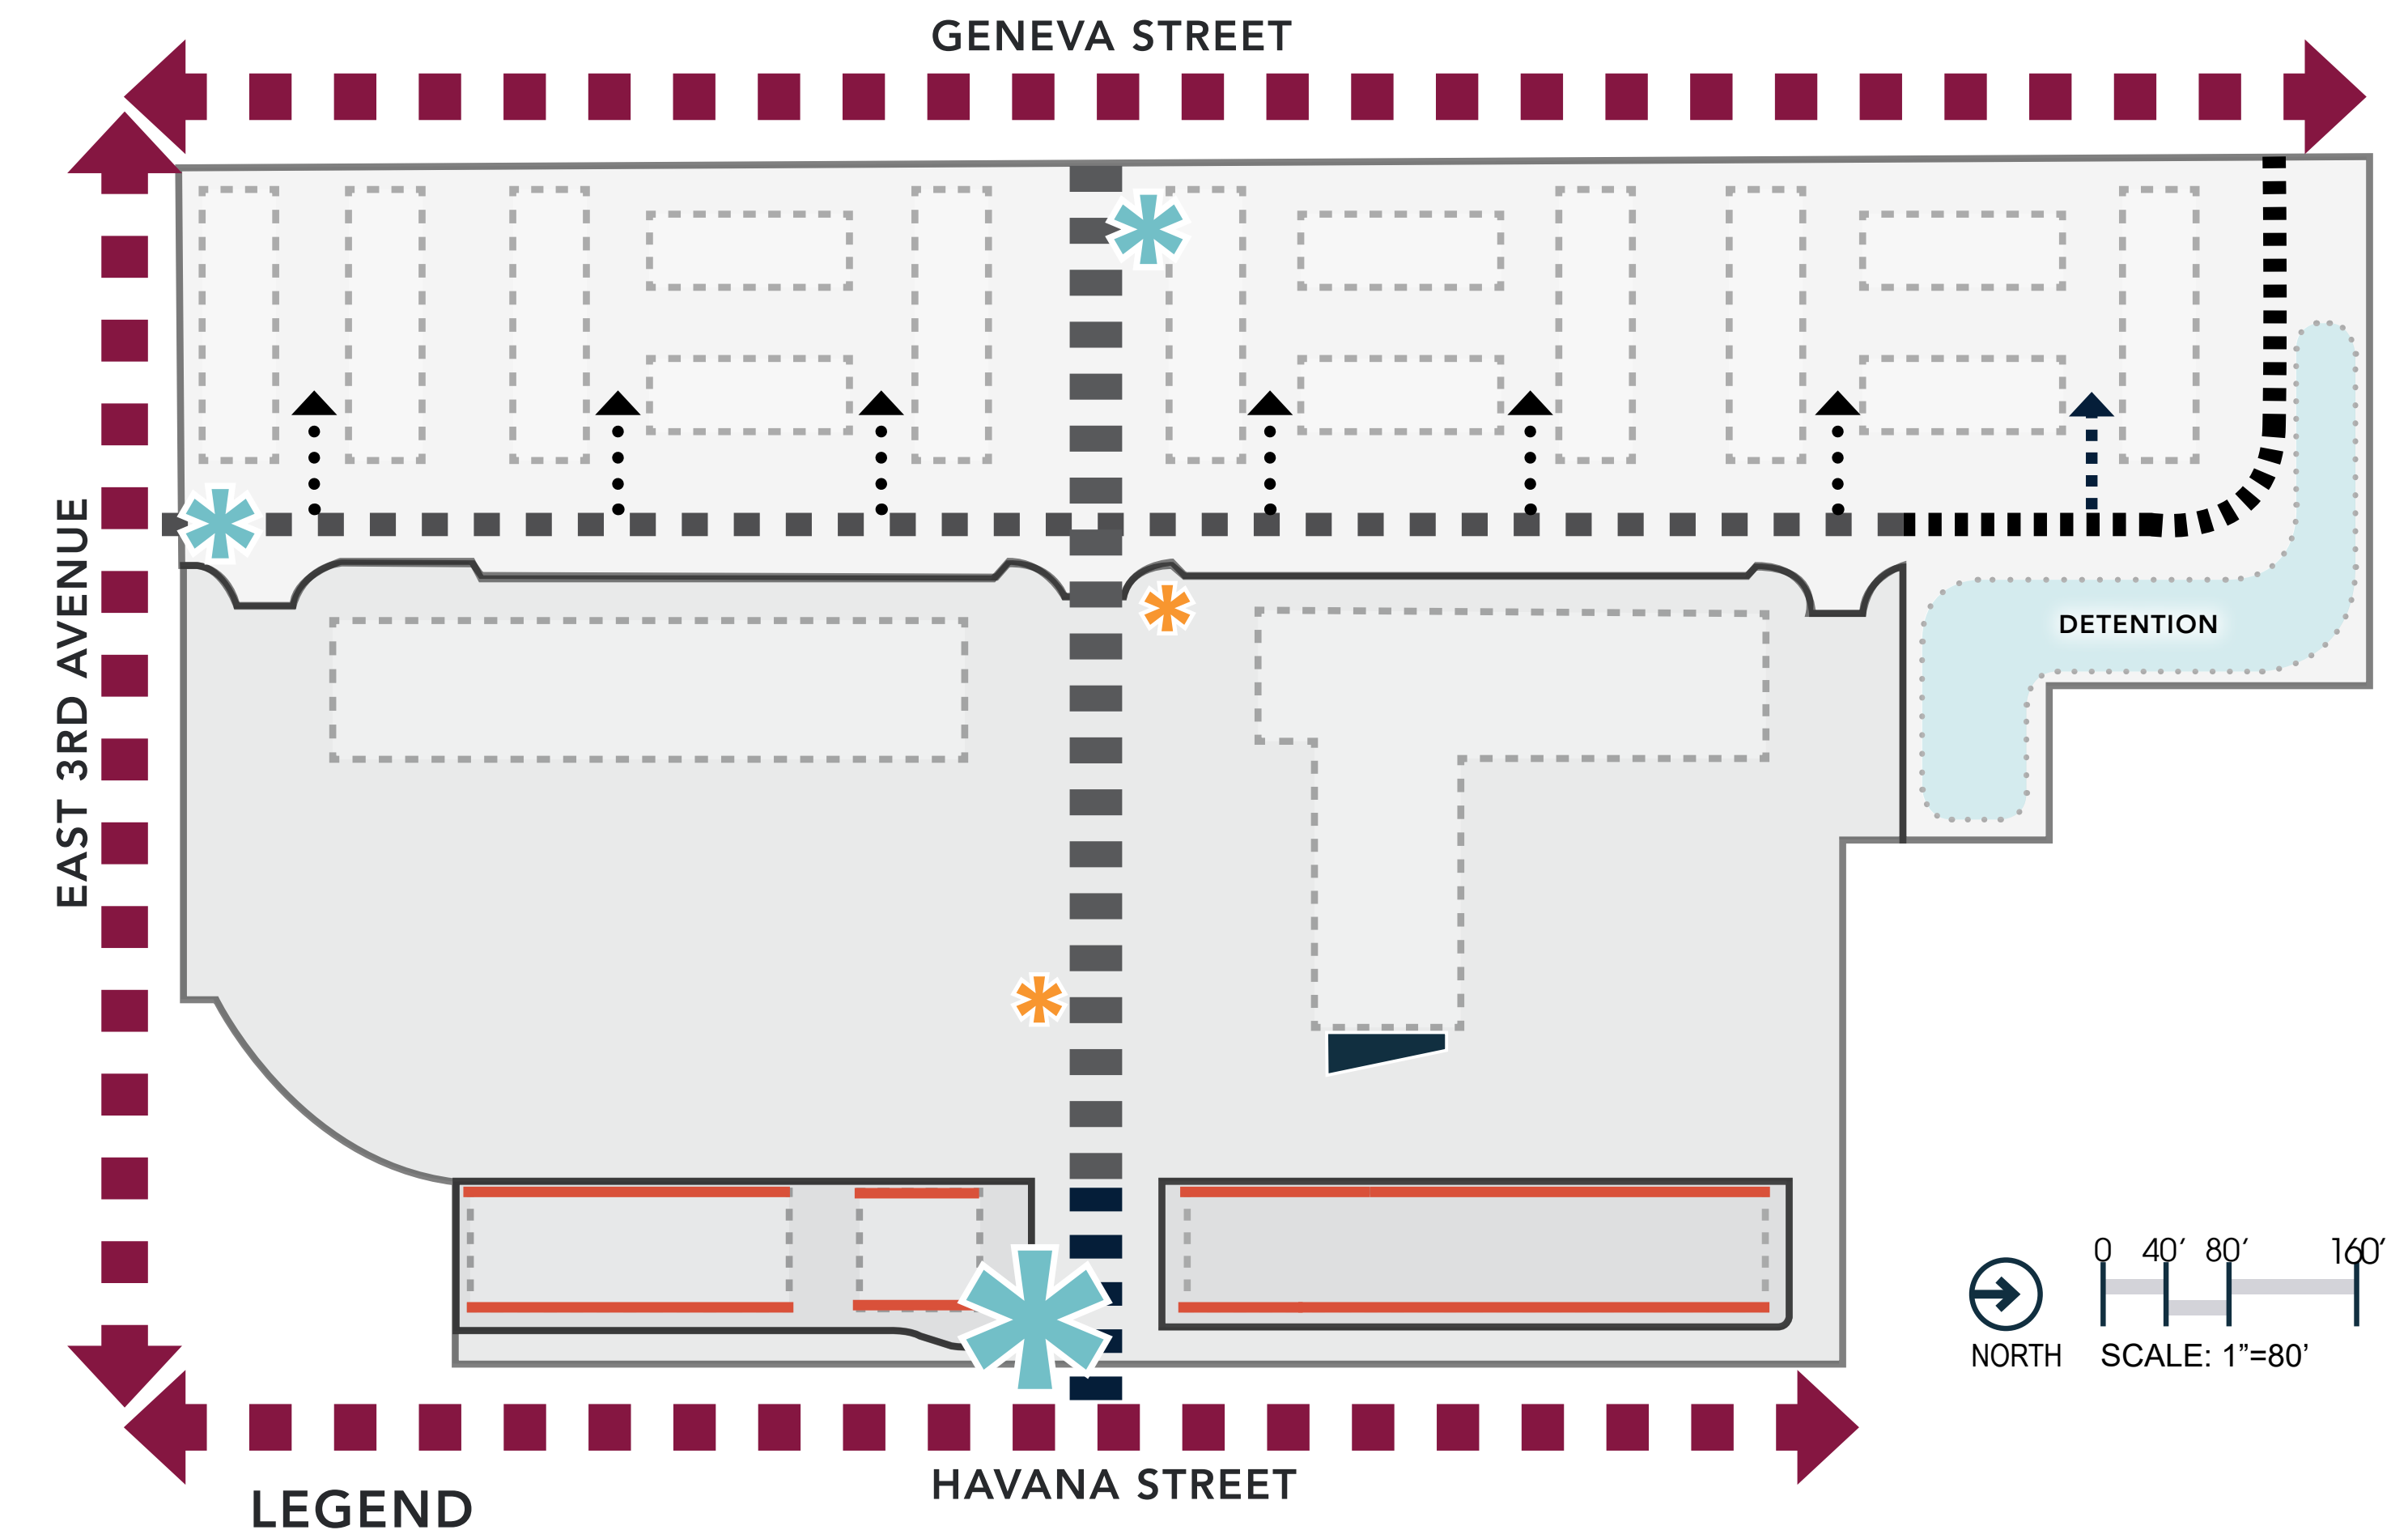 GENEVA STREET
EAST 3RD AVENUE
DETENTION
0 40' 80' 160'
NORTH
SCALE: 1”=80’
HAVANA STREET
LEGEND